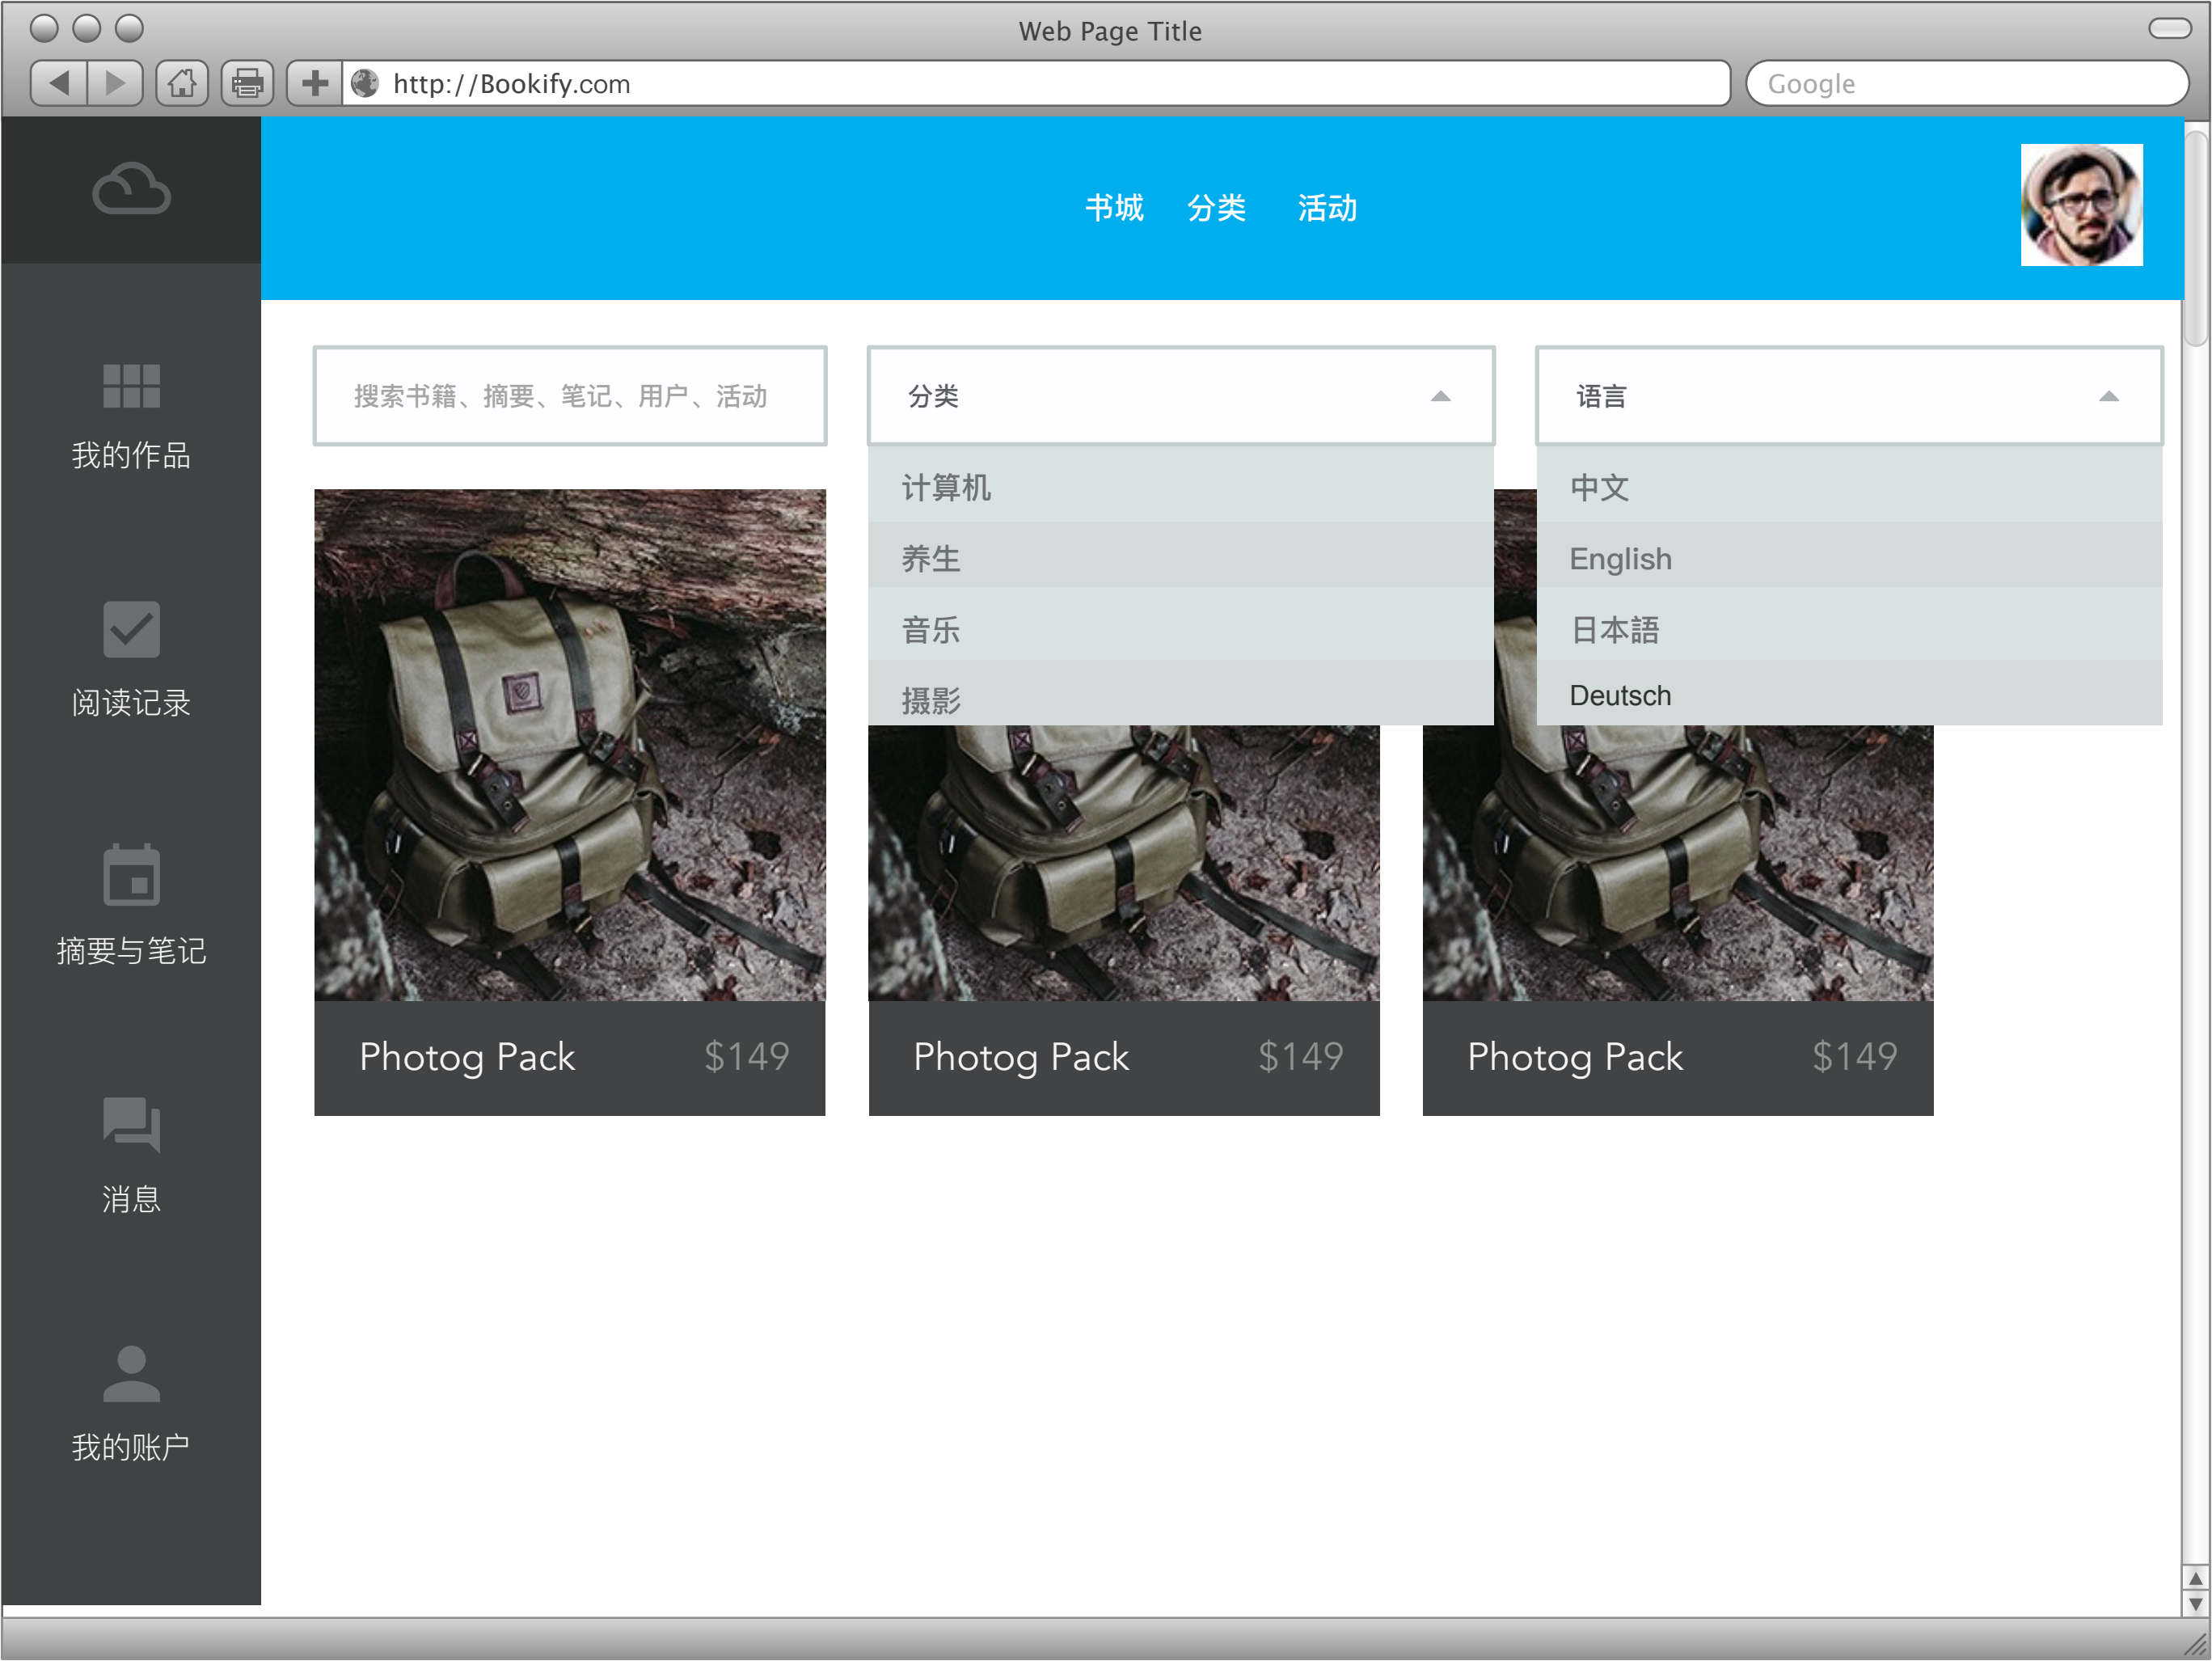 Web Page Title
http://Bookify.com
Google
书城 分类 活动
我的作品
阅读记录
摘要与笔记
消息
我的账户
搜索书籍、摘要、笔记、用户、活动
分类
计算机
养生
音乐
摄影
语言
中文
English
日本語
Deutsch
Photog Pack $149
Photog Pack $149
Photog Pack $149